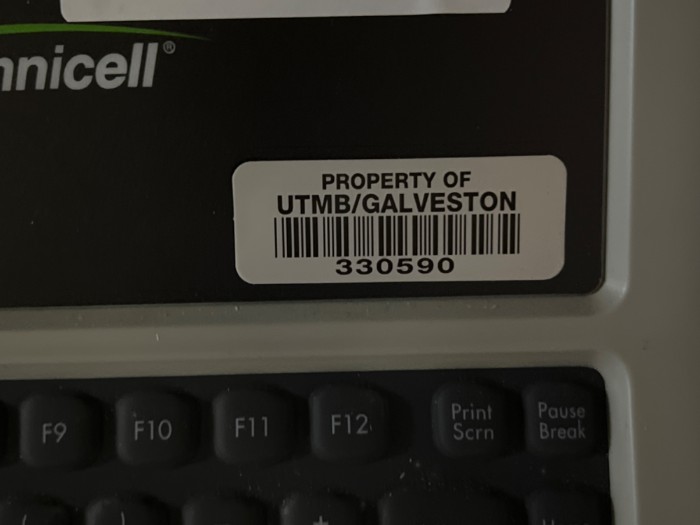 nnicell®
PROPERTY OF
UTMB/GALVESTON
330590
F9 F10 F11 F12 Print Scrn Pause Break